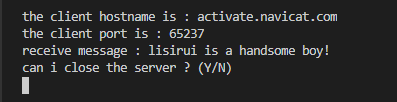 the client hostname is : activate.navicat.com
the client port is : 65237
receive message : lisirui is a handsome boy!
can i close the server ? (Y/N)